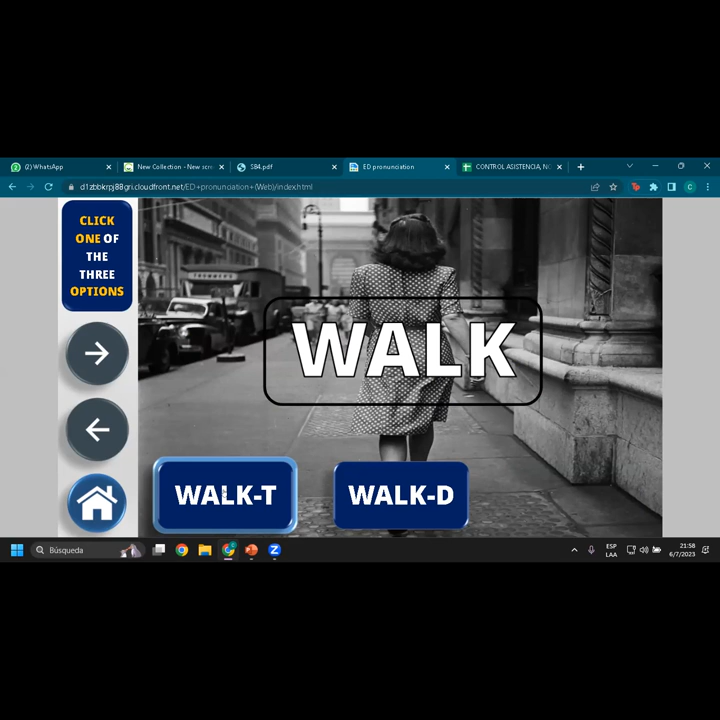 (2) WhatsApp
New Collection - New scre
S84.pdf
ED pronunciation
CONTROL ASISTENCIA, NO
d1zbbkrpj88gri.cloudfront.net/ED+pronunciation+(Web)/index.html
C
CLICK
ONE OF
THE
THREE
OPTIONS
WALK
WALK-T
WALK-D
Búsqueda
ESP
LAA
21:58
6/7/2023